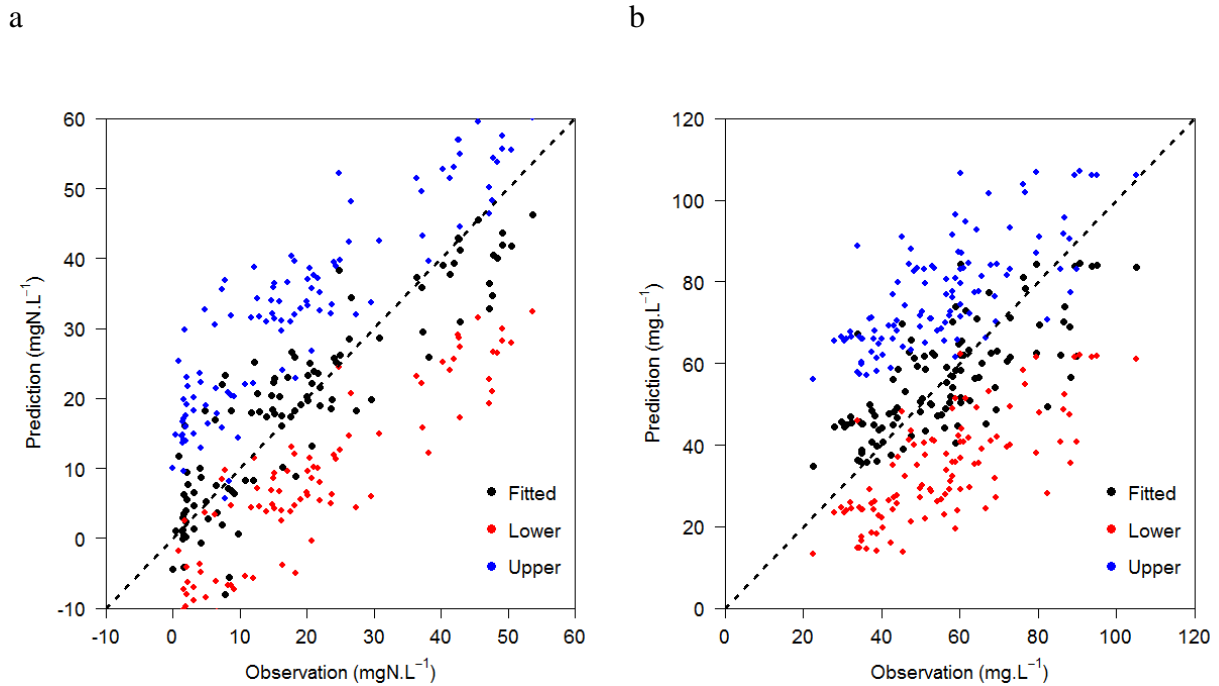 a
b
60
50
40
30
20
10
0
-10
Prediction (mgN.L⁻¹)
Fitted
Lower
Upper
-10
0
10
20
30
40
50
60
Observation (mgN.L⁻¹)
120
100
80
60
40
20
0
Prediction (mg.L⁻¹)
Fitted
Lower
Upper
0
20
40
60
80
100
120
Observation (mg.L⁻¹)